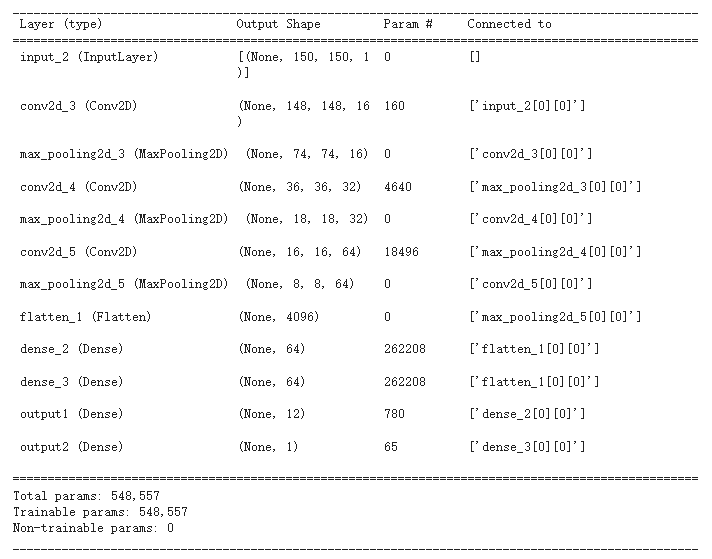 Layer (type) Output Shape Param # Connected to
input_2 (InputLayer) [(None, 150, 150, 1 0 []
)]
conv2d_3 (Conv2D) (None, 148, 148, 16 160 ['input_2[0][0]']
)
max_pooling2d_3 (MaxPooling2D) (None, 74, 74, 16) 0 ['conv2d_3[0][0]']
conv2d_4 (Conv2D) (None, 36, 36, 32) 4640 ['max_pooling2d_3[0][0]']
max_pooling2d_4 (MaxPooling2D) (None, 18, 18, 32) 0 ['conv2d_4[0][0]']
conv2d_5 (Conv2D) (None, 16, 16, 64) 18496 ['max_pooling2d_4[0][0]']
max_pooling2d_5 (MaxPooling2D) (None, 8, 8, 64) 0 ['conv2d_5[0][0]']
flatten_1 (Flatten) (None, 4096) 0 ['max_pooling2d_5[0][0]']
dense_2 (Dense) (None, 64) 262208 ['flatten_1[0][0]']
dense_3 (Dense) (None, 64) 262208 ['flatten_1[0][0]']
output1 (Dense) (None, 12) 780 ['dense_2[0][0]']
output2 (Dense) (None, 1) 65 ['dense_3[0][0]']
Total params: 548,557
Trainable params: 548,557
Non-trainable params: 0